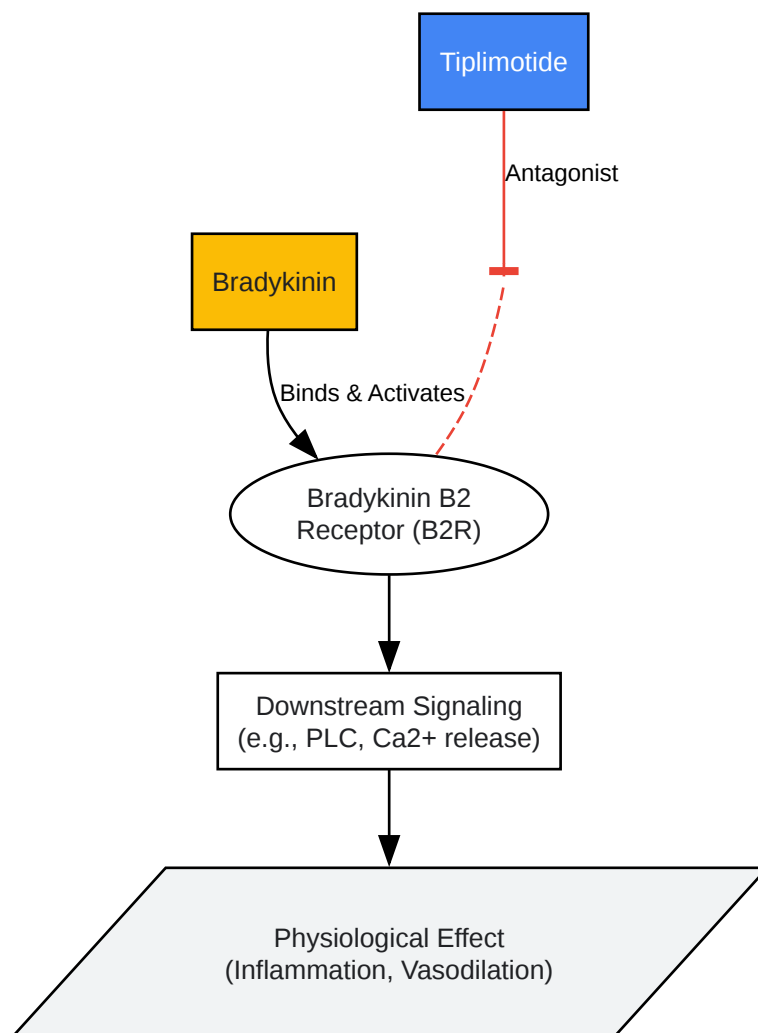 Tiplimotide
Antagonist
Bradykinin
Binds & Activates
Bradykinin B2
Receptor (B2R)
Downstream Signaling
(e.g., PLC, Ca2+ release)
Physiological Effect
(Inflammation, Vasodilation)